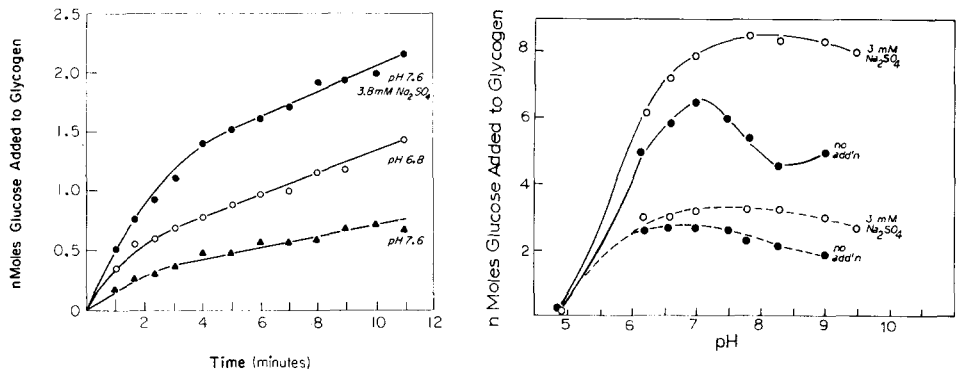 nMoles Glucose Added to Glycogen
2.5
2.0
1.5
1.0
0.5
0
2
4
6
8
10
12
Time (minutes)
pH 7.6
3.8mM Na2SO4
pH 6.8
pH 7.6
n Moles Glucose Added to Glycogen
8
6
4
2
5
6
7
8
9
10
pH
3 mM
Na2SO4
no
add'n
3 mM
Na2SO4
no
add'n